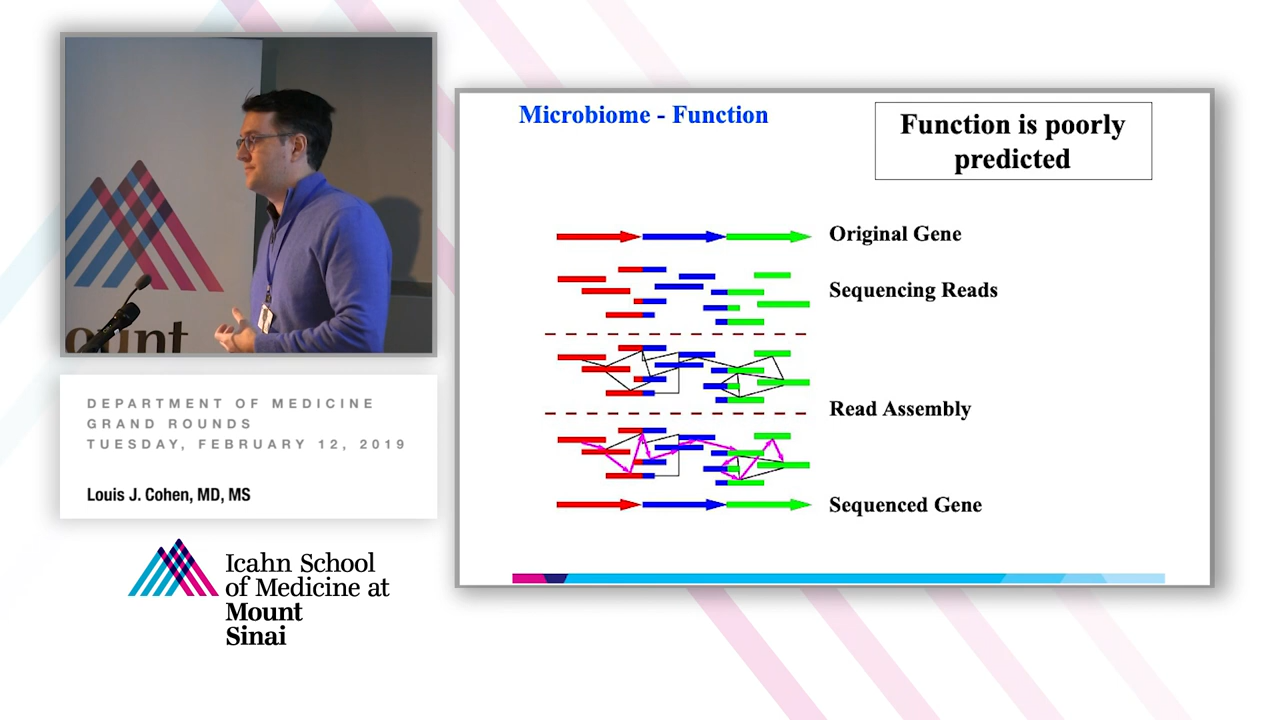 ount
DEPARTMENT OF MEDICINE
GRAND ROUNDS
TUESDAY, FEBRUARY 12, 2019
Louis J. Cohen, MD, MS
Icahn School
of Medicine at
Mount
Sinai
Microbiome - Function
Function is poorly
predicted
Original Gene
Sequencing Reads
Read Assembly
Sequenced Gene